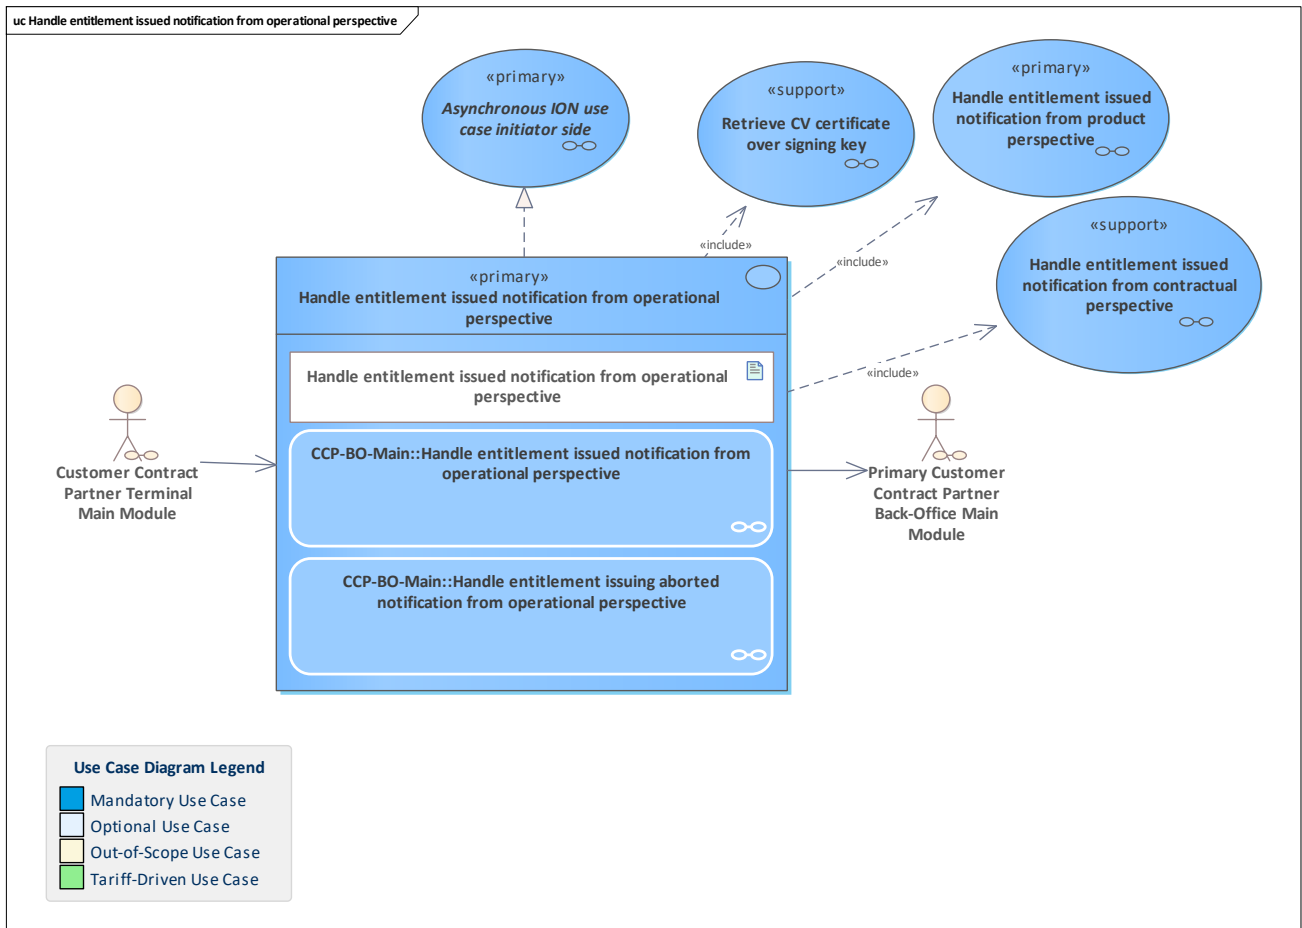 uc Handle entitlement issued notification from operational perspective
«primary»
Asynchronous ION use
case initiator side
«support»
Retrieve CV certificate
over signing key
«primary»
Handle entitlement issued
notification from product
perspective
«support»
Handle entitlement issued
notification from contractual
perspective
«include»
«include»
«include»
«primary»
Handle entitlement issued notification from operational
perspective
Handle entitlement issued notification from operational
perspective
CCP-BO-Main::Handle entitlement issued notification from
operational perspective
CCP-BO-Main::Handle entitlement issuing aborted
notification from operational perspective
Customer Contract
Partner Terminal
Main Module
Primary Customer
Contract Partner
Back-Office Main
Module
Use Case Diagram Legend
Mandatory Use Case
Optional Use Case
Out-of-Scope Use Case
Tariff-Driven Use Case